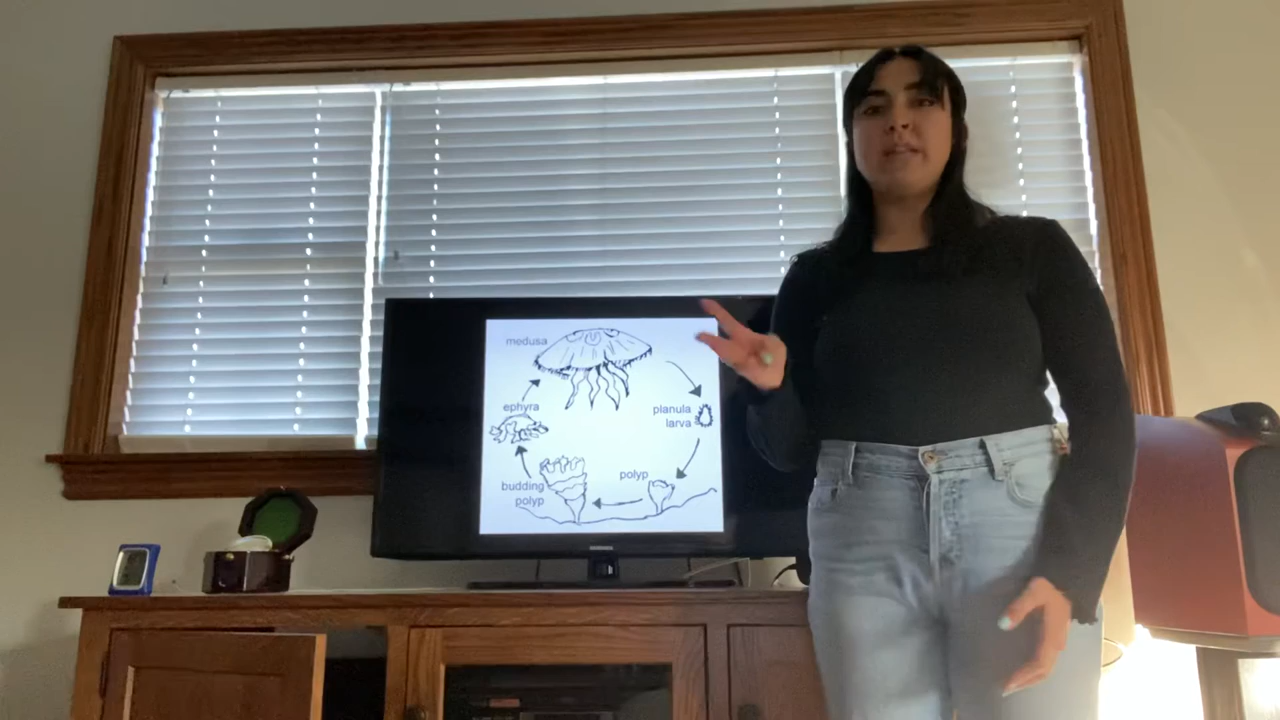 medusa
ephyra
planula
larva
polyp
budding
polyp